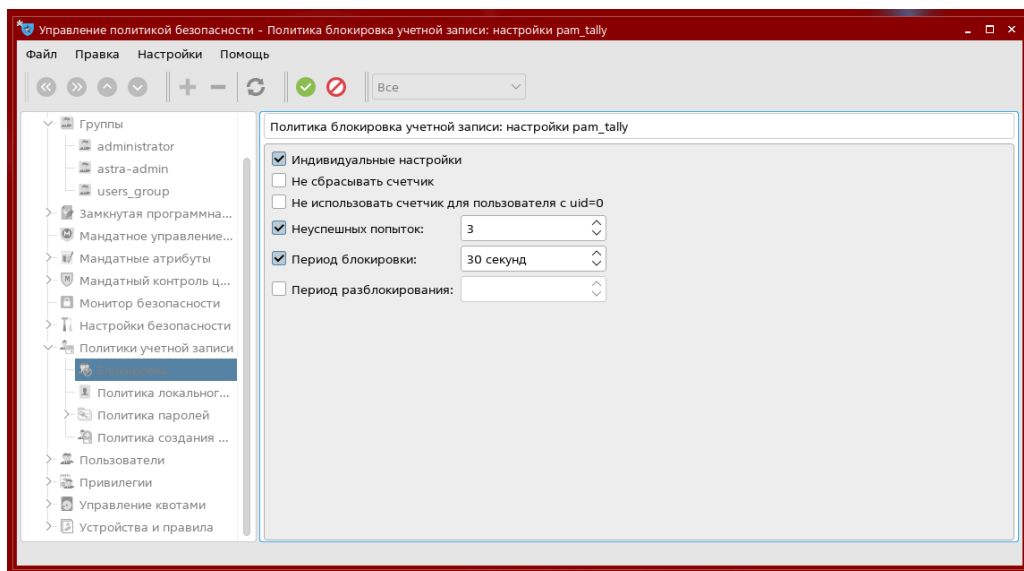 Управление политикой безопасности - Политика блокировка учетной записи: настройки pam_tally
Файл Правка Настройки Помощь
Все
Группы
administrator
astra-admin
users_group
Замкнутая программна...
Мандатное управление...
Мандатные атрибуты
Мандатный контроль ц...
Монитор безопасности
Настройки безопасности
Политики учетной записи
Политика локальног...
Политика паролей
Политика создания ...
Пользователи
Привилегии
Управление квотами
Устройства и правила
Политика блокировка учетной записи: настройки pam_tally
Индивидуальные настройки
Не сбрасывать счетчик
Не использовать счетчик для пользователя с uid=0
Неуспешных попыток: 3
Период блокировки: 30 секунд
Период разблокирования: